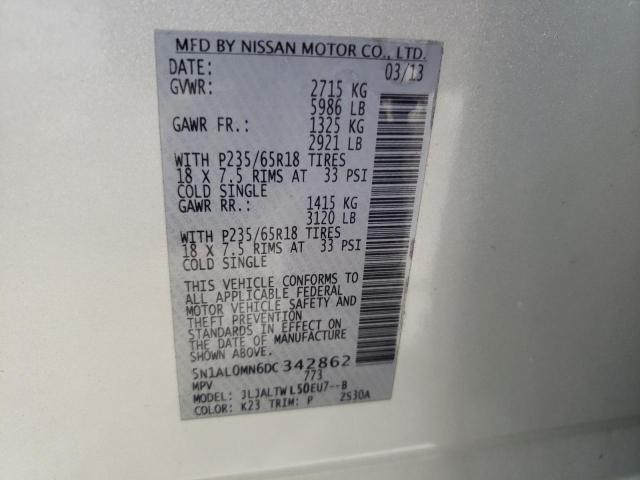 MFD BY NISSAN MOTOR CO., LTD.
DATE: 03/13
GVWR: 2715 KG
5986 LB
GAWR FR.: 1325 KG
2921 LB
WITH P235/65R18 TIRES
18 X 7.5 RIMS AT 33 PSI
COLD SINGLE
GAWR RR.: 1415 KG
3120 LB
WITH P235/65R18 TIRES
18 X 7.5 RIMS AT 33 PSI
COLD SINGLE
THIS VEHICLE CONFORMS TO
ALL APPLICABLE FEDERAL
MOTOR VEHICLE SAFETY AND
THEFT PREVENTION
STANDARDS IN EFFECT ON
THE DATE OF MANUFACTURE
SHOWN ABOVE.
5N1AL0MN6DC342862
MPV 773
MODEL: JLJALTWL50EU7--B
COLOR: K23 TRIM: P 2S30A